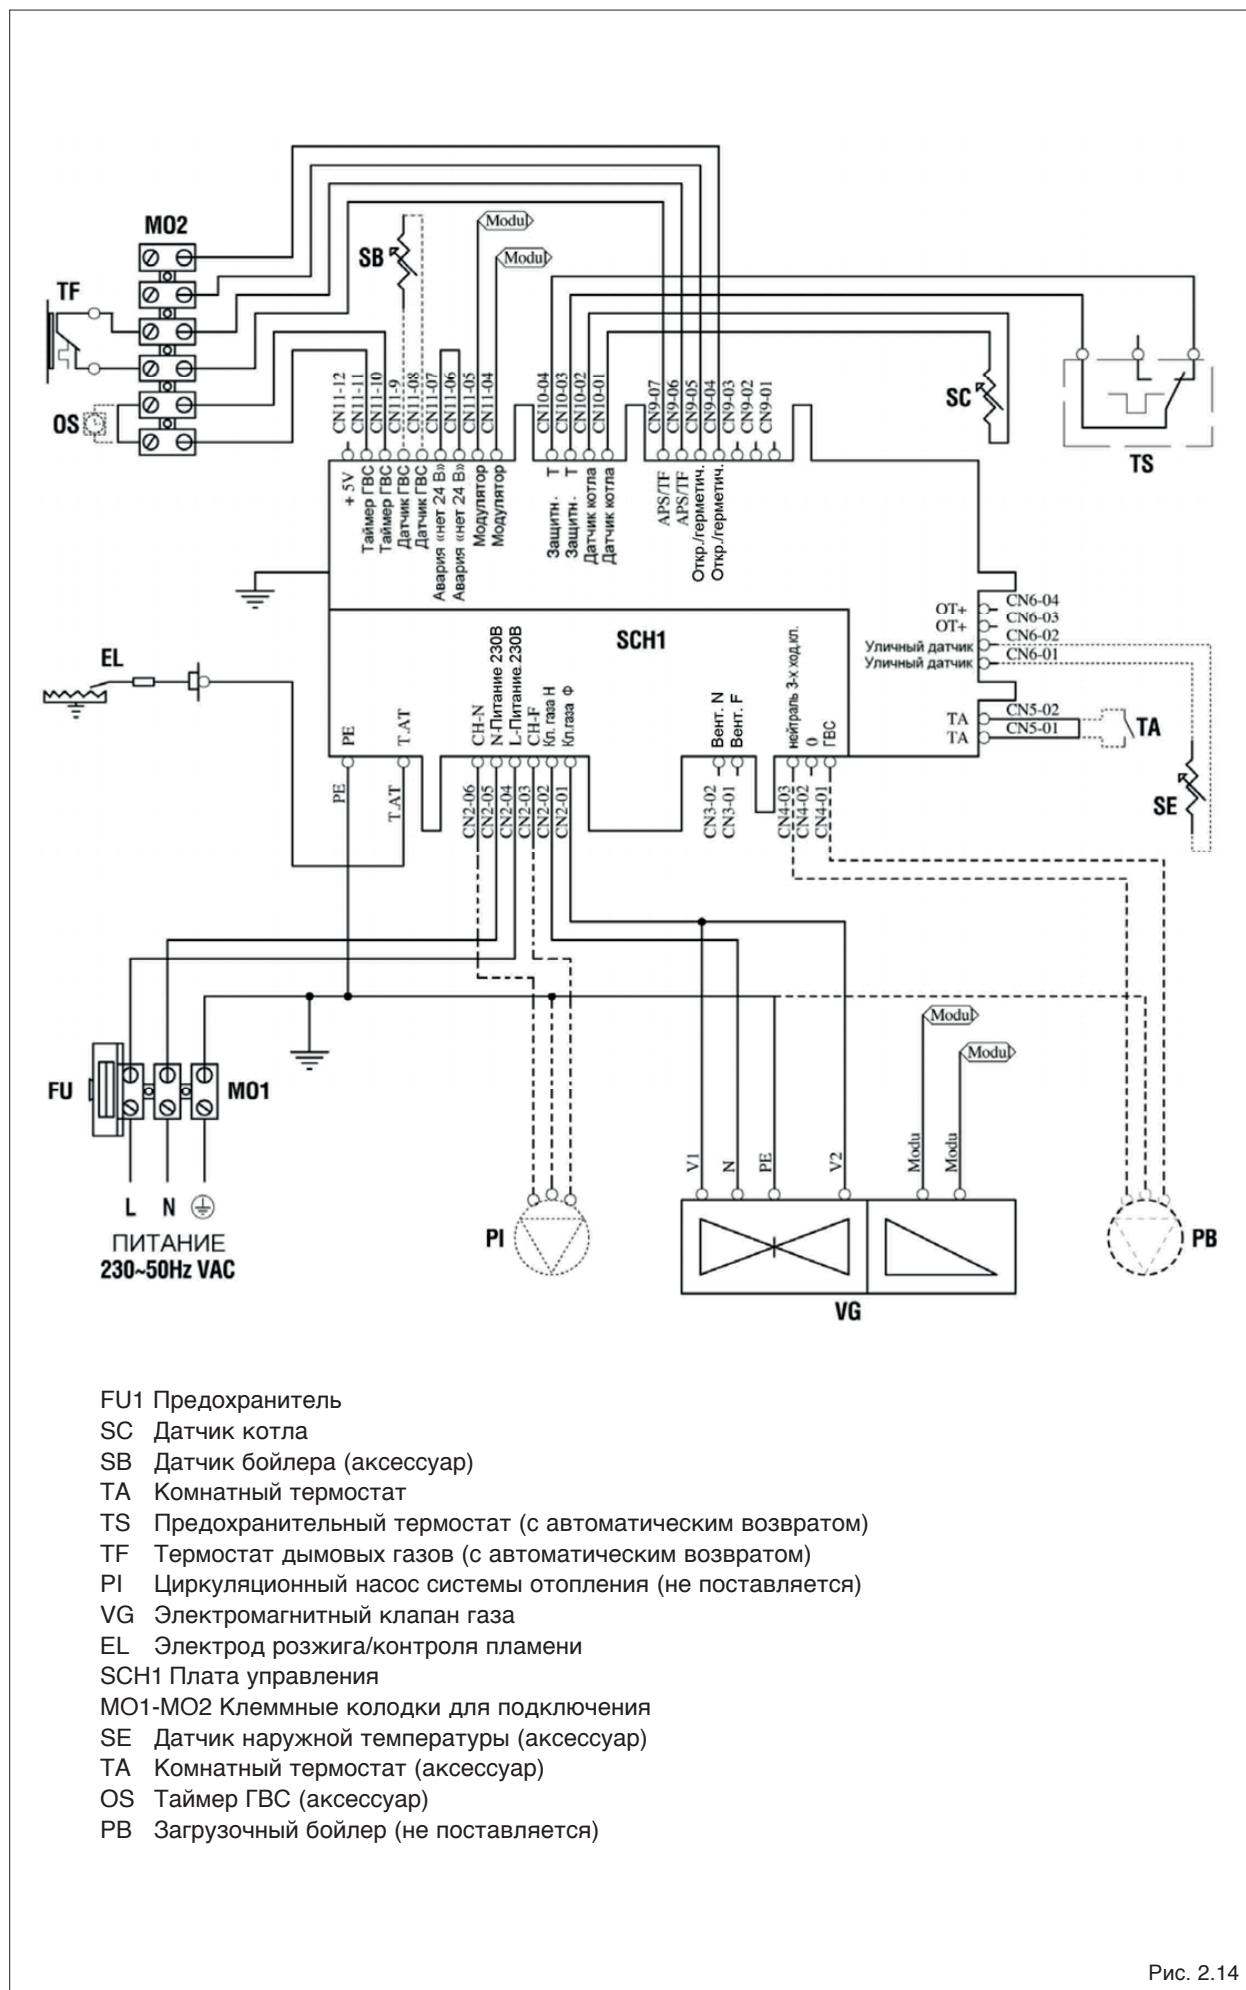 MO2
TF
OS
SB
Modul
Modul
CN11-12
CN11-11
CN11-10
CN11-9
CN11-08
CN11-07
CN11-06
CN11-05
CN11-04
CN10-04
CN10-03
CN10-02
CN10-01
CN9-07
CN9-06
CN9-05
CN9-04
CN9-03
CN9-02
CN9-01
SC
TS
+ 5V
Таймер ГВС
Таймер ГВС
Датчик ГВС
Датчик ГВС
Авария «нет 24 В»
Авария «нет 24 В»
Модулятор
Модулятор
Защитн. Т
Защитн. Т
Датчик котла
Датчик котла
APS/TF
APS/TF
Откр./герметич.
Откр./герметич.
SCH1
OT+
OT+
Уличный датчик
Уличный датчик
CN6-04
CN6-03
CN6-02
CN6-01
TA
TA
CN5-02
CN5-01
TA
SE
EL
PE
T.AT
CH-N
N-Питание 230В
L-Питание 230В
CH-F
Кл. газа Н
Кл.газа Ф
Вент. N
Вент. F
нейтраль 3-х ход.кл.
0
ГВС
PE
T.AT
CN2-06
CN2-05
CN2-04
CN2-03
CN2-02
CN2-01
CN3-02
CN3-01
CN4-03
CN4-02
CN4-01
FU
MO1
L N
ПИТАНИЕ
230~50Hz VAC
PI
V1
N
PE
V2
Modul
Modul
Modu
Modu
VG
PB
FU1 Предохранитель
SC Датчик котла
SB Датчик бойлера (аксессуар)
TA Комнатный термостат
TS Предохранительный термостат (с автоматическим возвратом)
TF Термостат дымовых газов (с автоматическим возвратом)
PI Циркуляционный насос системы отопления (не поставляется)
VG Электромагнитный клапан газа
EL Электрод розжига/контроля пламени
SCH1 Плата управления
MO1-MO2 Клеммные колодки для подключения
SE Датчик наружной температуры (аксессуар)
TA Комнатный термостат (аксессуар)
OS Таймер ГВС (аксессуар)
PB Загрузочный бойлер (не поставляется)
Рис. 2.14